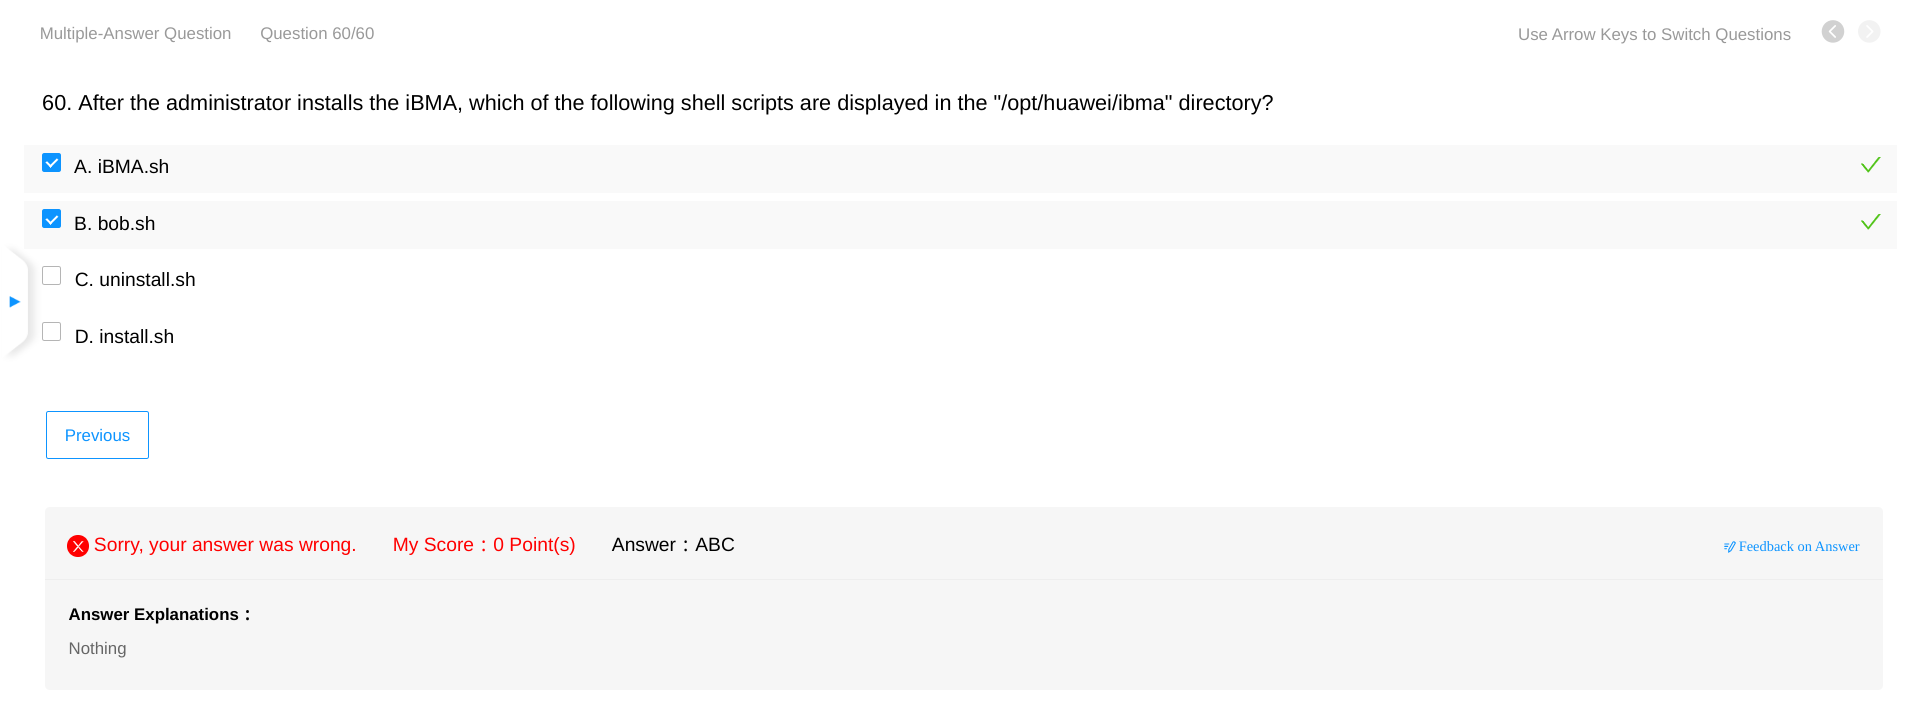 Multiple-Answer Question Question 60/60 Use Arrow Keys to Switch Questions
60. After the administrator installs the iBMA, which of the following shell scripts are displayed in the "/opt/huawei/ibma" directory?
A. iBMA.sh
B. bob.sh
C. uninstall.sh
D. install.sh
Previous
Sorry, your answer was wrong. My Score：0 Point(s) Answer：ABC Feedback on Answer
Answer Explanations：
Nothing